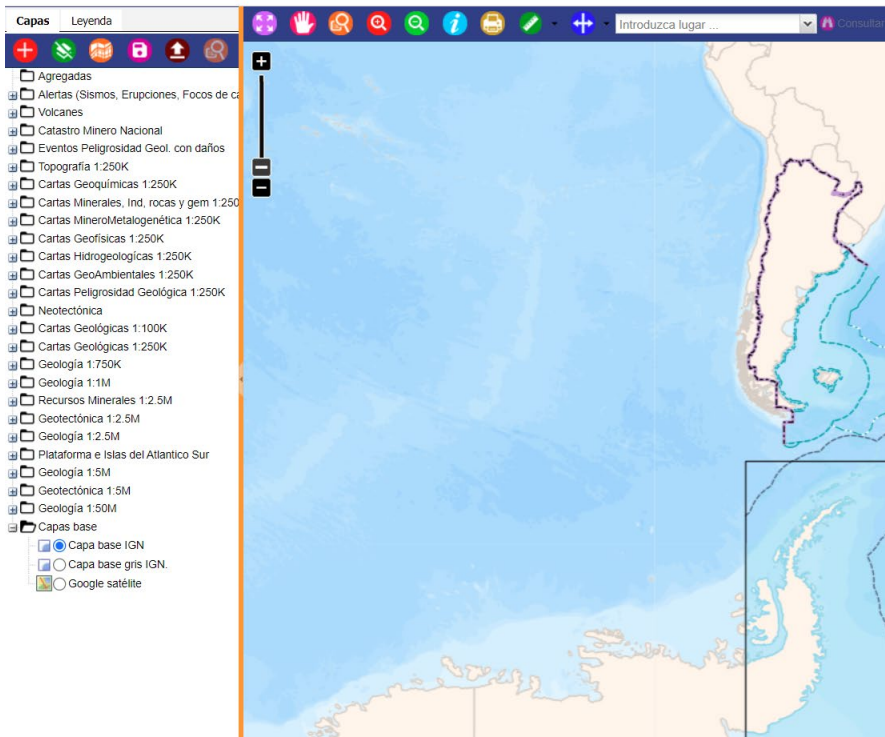 Capas Leyenda
Introduzca lugar ...
Consultar
Agregadas
Alertas (Sismos, Erupciones, Focos de ca
Volcanes
Catastro Minero Nacional
Eventos Peligrosidad Geol. con daños
Topografía 1:250K
Cartas Geoquímicas 1:250K
Cartas Minerales, Ind, rocas y gem 1:250
Cartas MineroMetalogenética 1:250K
Cartas Geofísicas 1:250K
Cartas Hidrogeologícas 1:250K
Cartas GeoAmbientales 1:250K
Cartas Peligrosidad Geológica 1:250K
Neotectónica
Cartas Geológicas 1:100K
Cartas Geológicas 1:250K
Geología 1:750K
Geología 1:1M
Recursos Minerales 1:2.5M
Geotectónica 1:2.5M
Geología 1:2.5M
Plataforma e Islas del Atlantico Sur
Geología 1:5M
Geotectónica 1:5M
Geología 1:50M
Capas base
Capa base IGN
Capa base gris IGN.
Google satélite